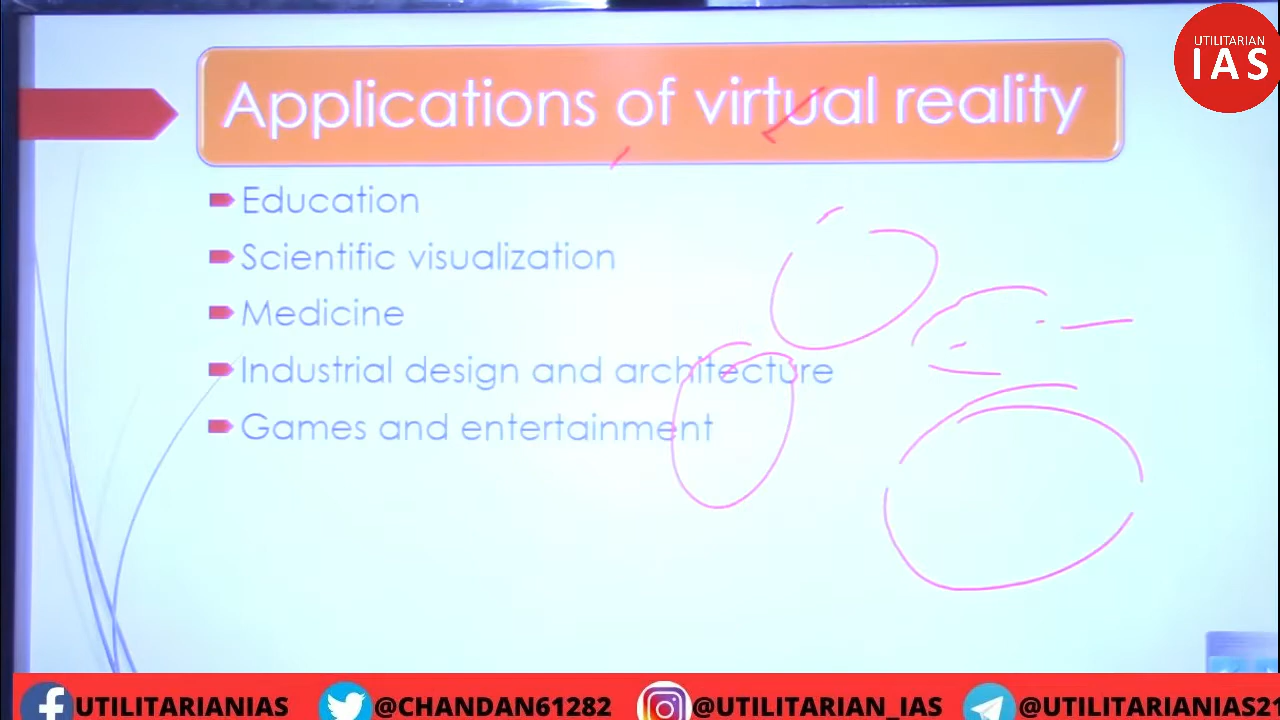 UTILITARIAN
IAS
Applications of virtual reality
Education
Scientific visualization
Medicine
Industrial design and architecture
Games and entertainment
UTILITARIANIAS @CHANDAN61282 @UTILITARIAN_IAS @UTILITARIANIAS21